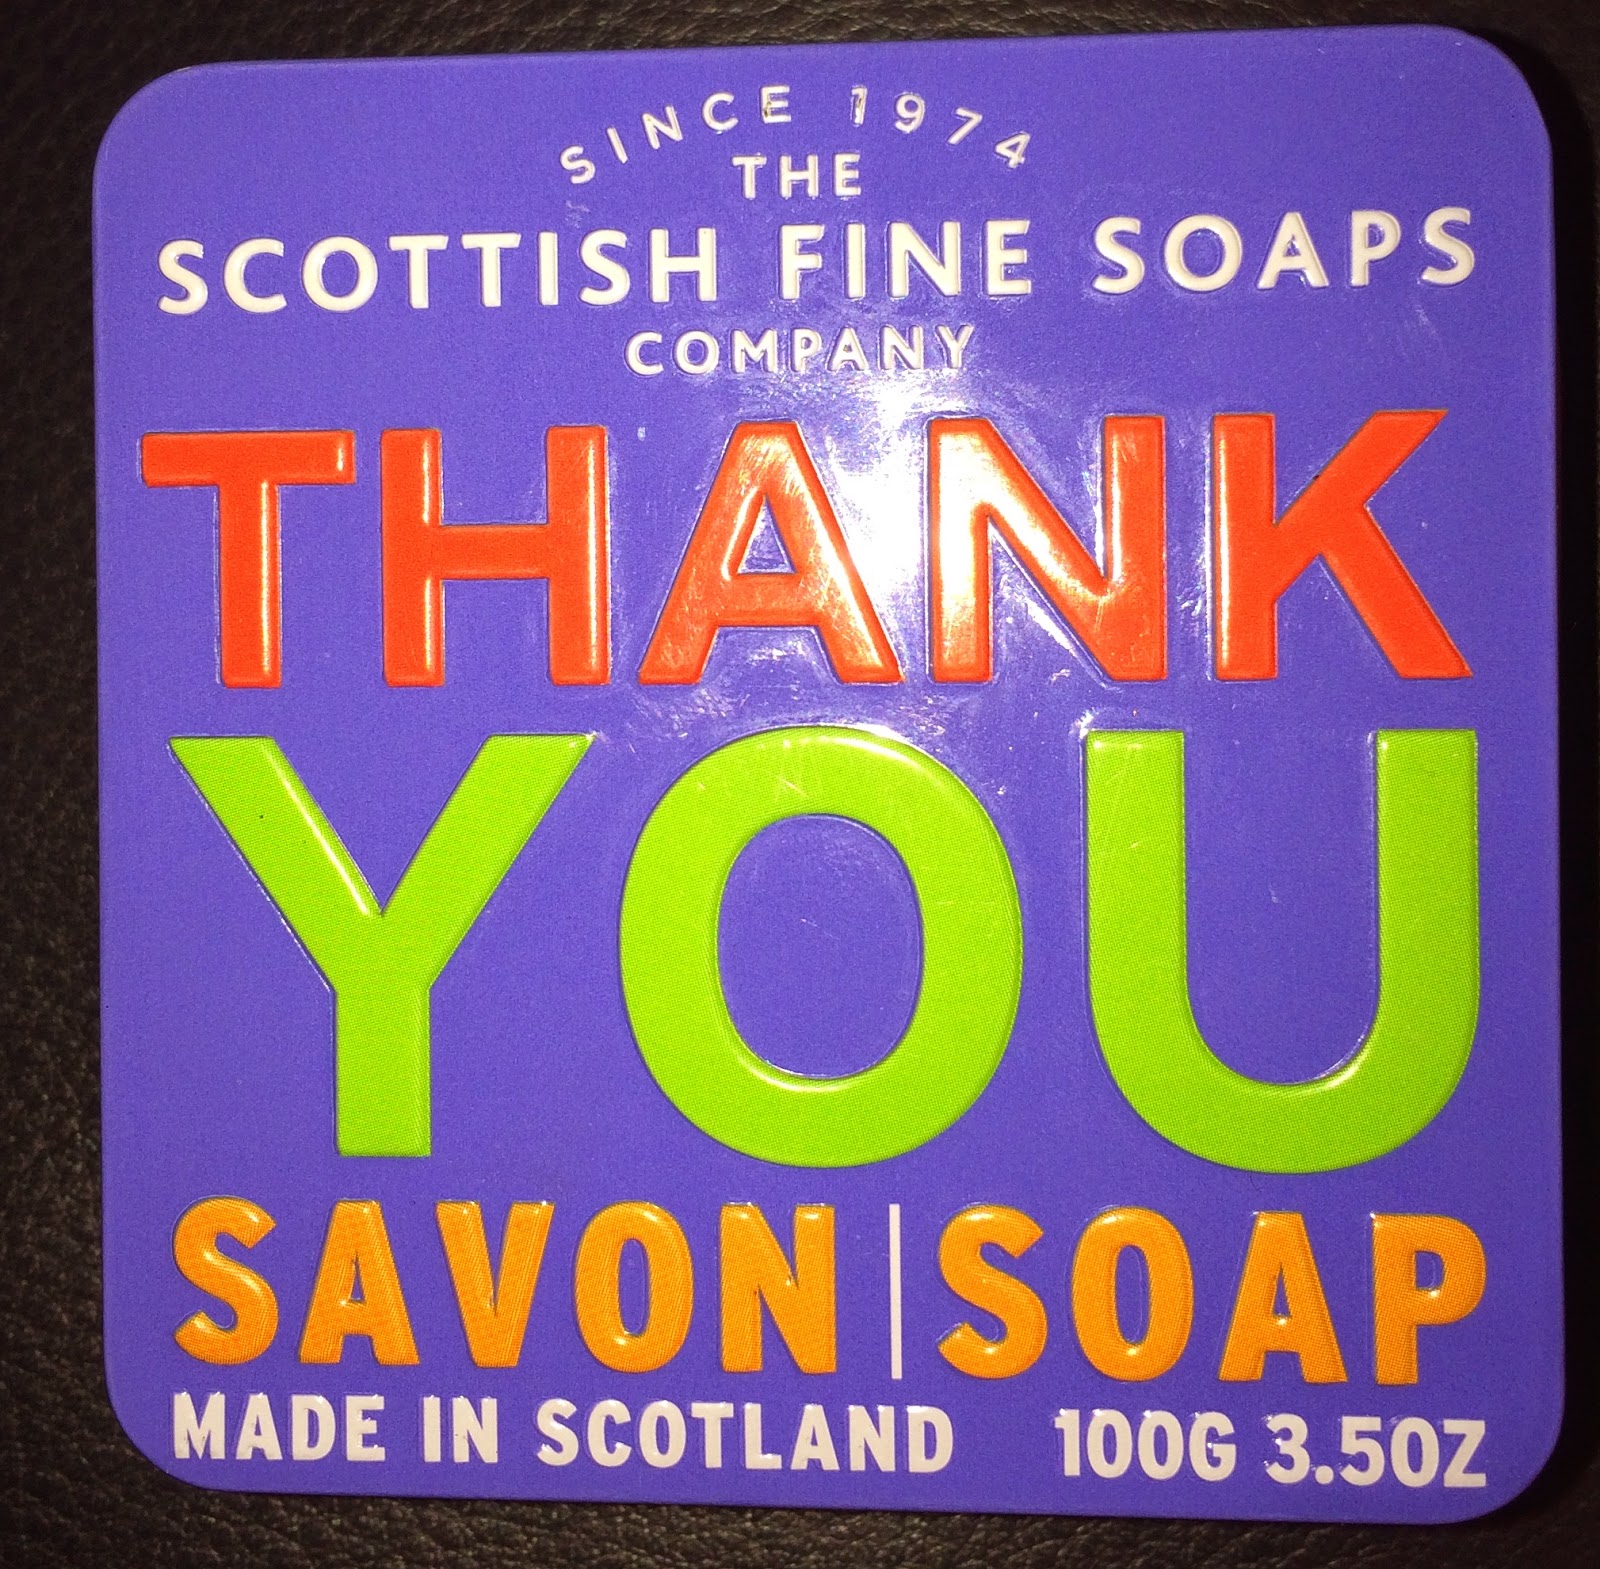 SINCE 1974
THE
SCOTTISH FINE SOAPS
COMPANY
THANK
YOU
SAVON | SOAP
MADE IN SCOTLAND 100G 3.5OZ